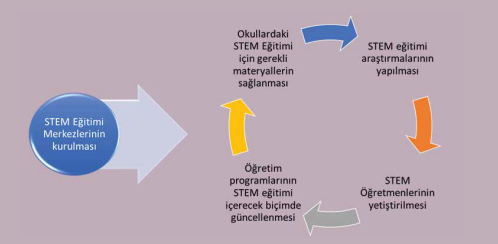 STEM Eğitimi
Merkezlerinin
kurulması
Okullardaki
STEM Eğitimi
için gerekli
materyallerin
sağlanması
STEM eğitimi
araştırmalarının
yapılması
STEM
Öğretmenlerinin
yetiştirilmesi
Öğretim
programlarının
STEM eğitimi
içerecek biçimde
güncellenmesi